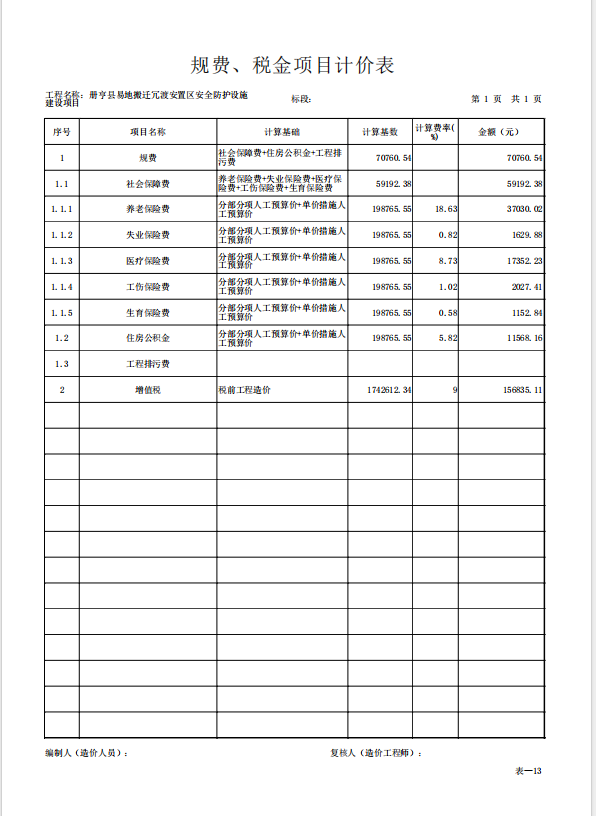 规费、税金项目计价表
工程名称：册亨县易地搬迁冗渡安置区安全防护设施
建设项目
标段：
第 1 页 共 1 页
序号 项目名称 计算基础 计算基数 计算费率(%) 金额（元）
1 规费 社会保障费+住房公积金+工程排污费 70760.54 70760.54
1.1 社会保障费 养老保险费+失业保险费+医疗保险费+工伤保险费+生育保险费 59192.38 59192.38
1.1.1 养老保险费 分部分项人工预算价+单价措施人工预算价 198765.55 18.63 37030.02
1.1.2 失业保险费 分部分项人工预算价+单价措施人工预算价 198765.55 0.82 1629.88
1.1.3 医疗保险费 分部分项人工预算价+单价措施人工预算价 198765.55 8.73 17352.23
1.1.4 工伤保险费 分部分项人工预算价+单价措施人工预算价 198765.55 1.02 2027.41
1.1.5 生育保险费 分部分项人工预算价+单价措施人工预算价 198765.55 0.58 1152.84
1.2 住房公积金 分部分项人工预算价+单价措施人工预算价 198765.55 5.82 11568.16
1.3 工程排污费
2 增值税 税前工程造价 1742612.34 9 156835.11
编制人（造价人员）： 复核人（造价工程师）：
表—13